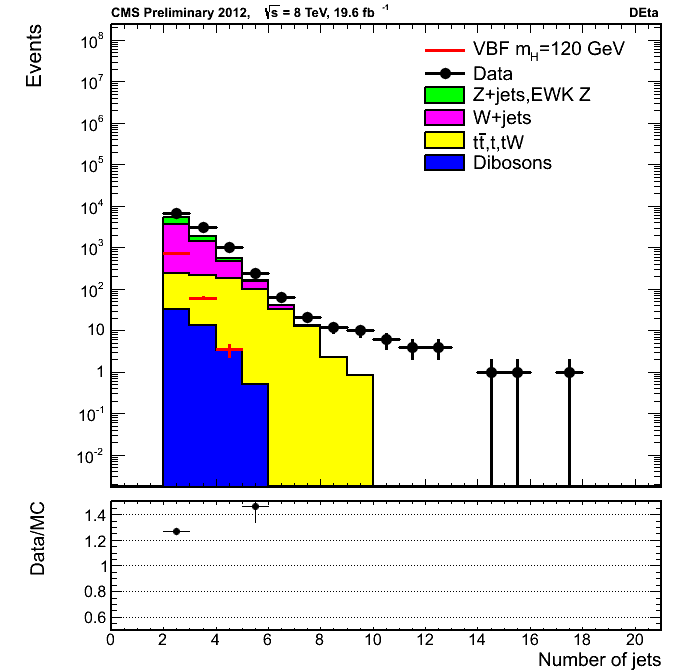 CMS Preliminary 2012, √s = 8 TeV, 19.6 fb⁻¹ DEta
Events
10⁸
10⁷
10⁶
10⁵
10⁴
10³
10²
10
1
10⁻¹
10⁻²
VBF m_H=120 GeV
Data
Z+jets,EWK Z
W+jets
tt̄,t,tW
Dibosons
Data/MC
1.4
1.2
1
0.8
0.6
0 2 4 6 8 10 12 14 16 18 20
Number of jets